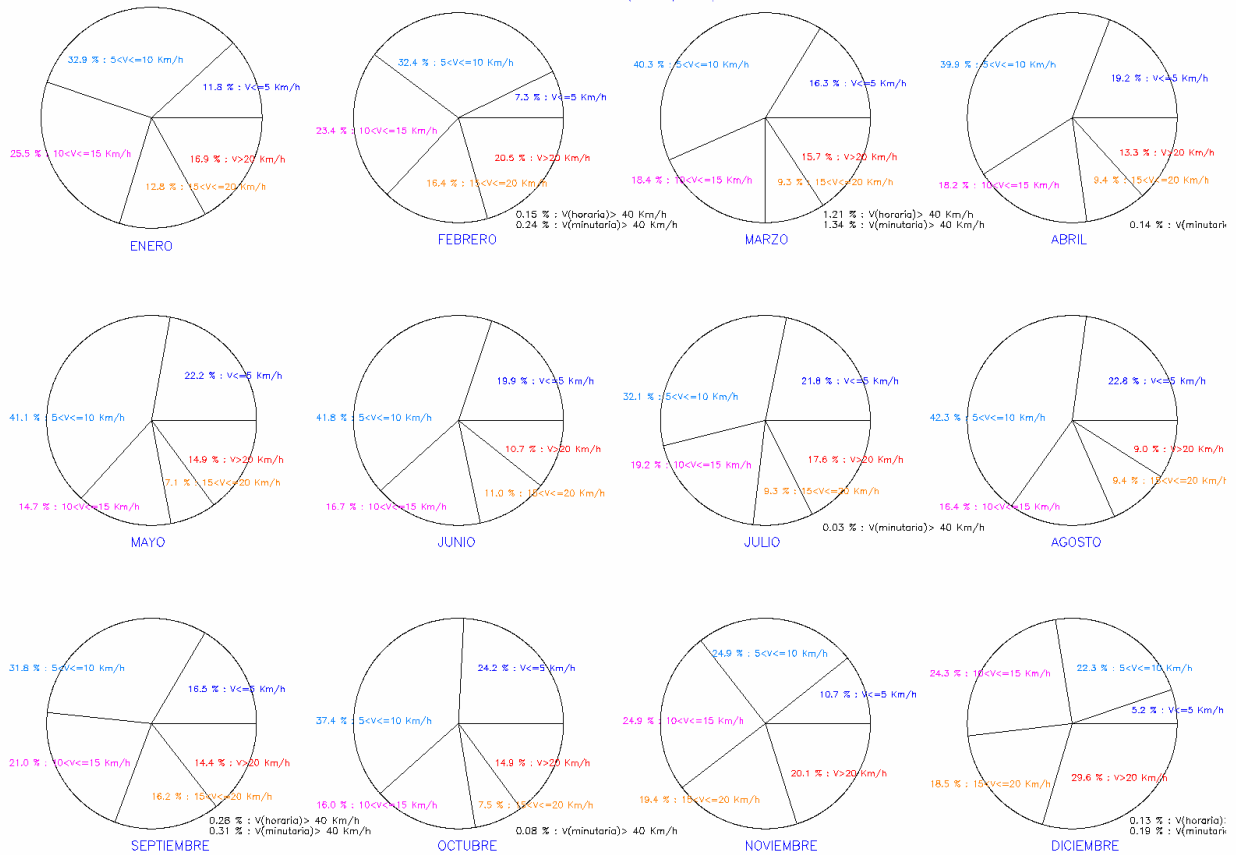 32.9 % : 5<V<=10 Km/h
11.8 % : V<=5 Km/h
25.5 % : 10<V<=15 Km/h
16.9 % : V>20 Km/h
12.8 % : 15<V<=20 Km/h
ENERO
32.4 % : 5<V<=10 Km/h
7.3 % : V<=5 Km/h
23.4 % : 10<V<=15 Km/h
20.5 % : V>20 Km/h
16.4 % : 15<V<=20 Km/h
0.15 % : V(horaria)> 40 Km/h
0.24 % : V(minutaria)> 40 Km/h
FEBRERO
40.3 % : 5<V<=10 Km/h
16.3 % : V<=5 Km/h
18.4 % : 10<V<=15 Km/h
15.7 % : V>20 Km/h
9.3 % : 15<V<=20 Km/h
1.21 % : V(horaria)> 40 Km/h
1.34 % : V(minutaria)> 40 Km/h
MARZO
39.9 % : 5<V<=10 Km/h
19.2 % : V<=5 Km/h
18.2 % : 10<V<=15 Km/h
13.3 % : V>20 Km/h
9.4 % : 15<V<=20 Km/h
0.14 % : V(minutari
ABRIL
22.2 % : V<=5 Km/h
41.1 % : 5<V<=10 Km/h
14.9 % : V>20 Km/h
7.1 % : 15<V<=20 Km/h
14.7 % : 10<V<=15 Km/h
MAYO
19.9 % : V<=5 Km/h
41.8 % : 5<V<=10 Km/h
10.7 % : V>20 Km/h
11.0 % : 15<V<=20 Km/h
16.7 % : 10<V<=15 Km/h
JUNIO
21.8 % : V<=5 Km/h
32.1 % : 5<V<=10 Km/h
17.6 % : V>20 Km/h
19.2 % : 10<V<=15 Km/h
9.3 % : 15<V<=20 Km/h
0.03 % : V(minutaria)> 40 Km/h
JULIO
22.8 % : V<=5 Km/h
42.3 % : 5<V<=10 Km/h
9.0 % : V>20 Km/h
9.4 % : 15<V<=20 Km/h
16.4 % : 10<V<=15 Km/h
AGOSTO
31.8 % : 5<V<=10 Km/h
16.5 % : V<=5 Km/h
21.0 % : 10<V<=15 Km/h
14.4 % : V>20 Km/h
16.2 % : 15<V<=20 Km/h
0.28 % : V(horaria)> 40 Km/h
0.31 % : V(minutaria)> 40 Km/h
SEPTIEMBRE
24.2 % : V<=5 Km/h
37.4 % : 5<V<=10 Km/h
14.9 % : V>20 Km/h
16.0 % : 10<V<=15 Km/h
7.5 % : 15<V<=20 Km/h
0.08 % : V(minutaria)> 40 Km/h
OCTUBRE
24.9 % : 5<V<=10 Km/h
10.7 % : V<=5 Km/h
24.9 % : 10<V<=15 Km/h
20.1 % : V>20 Km/h
19.4 % : 15<V<=20 Km/h
NOVIEMBRE
24.3 % : 10<V<=15 Km/h
22.3 % : 5<V<=10 Km/h
5.2 % : V<=5 Km/h
18.5 % : 15<V<=20 Km/h
29.6 % : V>20 Km/h
0.13 % : V(horaria)
0.19 % : V(minutari
DICIEMBRE